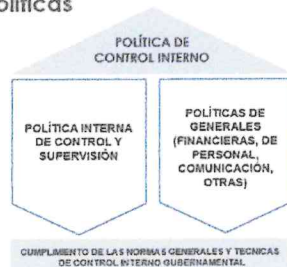 políticas
POLÍTICA DE
CONTROL INTERNO
POLÍTICA INTERNA
DE CONTROL Y
SUPERVISIÓN
POLÍTICAS DE
GENERALES
(FINANCIERAS, DE
PERSONAL,
COMUNICACIÓN,
OTRAS)
CUMPLIMIENTO DE LAS NORMAS GENERALES Y TECNICAS
DE CONTROL INTERNO GUBERNAMENTAL